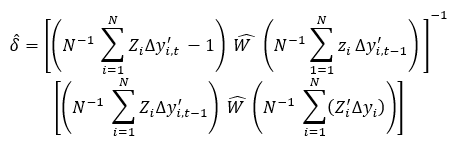 δ̂ = [(N⁻¹ ∑_{i=1}^{N} Z_i Δy′_{i,t} − 1) Ŵ (N⁻¹ ∑_{1=1}^{N} z_i Δy′_{i,t−1})]⁻¹
[(N⁻¹ ∑_{i=1}^{N} Z_i Δy′_{i,t−1}) Ŵ (N⁻¹ ∑_{i=1}^{N} (Z′_i Δy_i))]